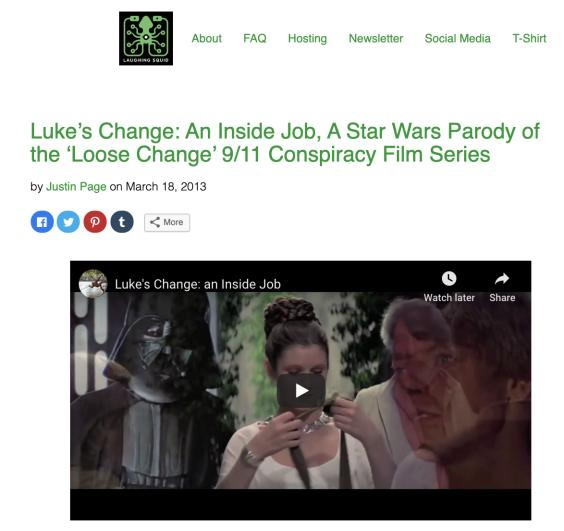 LAUGHING SQUID
About FAQ Hosting Newsletter Social Media T-Shirt
Luke’s Change: An Inside Job, A Star Wars Parody of
the ‘Loose Change’ 9/11 Conspiracy Film Series
by Justin Page on March 18, 2013
More
Luke's Change: an Inside Job
Watch later Share